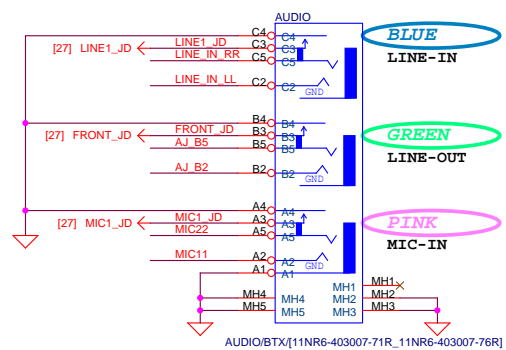 AUDIO
C4 C4 BLUE
[27] LINE1_JD LINE1_JD C3 C3 LINE-IN
LINE_IN_RR C5 C5
LINE_IN_LL C2 C2
GND
B4 B4
[27] FRONT_JD FRONT_JD B3 B3 GREEN
AJ_B5 B5 B5 LINE-OUT
AJ_B2 B2 B2
GND
A4 A4
[27] MIC1_JD MIC1_JD A3 A3 PINK
MIC22 A5 A5 MIC-IN
MIC11 A2 A2 GND
A1 A1
MH1 MH1
MH4 MH4 MH2 MH2
MH5 MH5 MH3 MH3
AUDIO/BTX/[11NR6-403007-71R_11NR6-403007-76R]